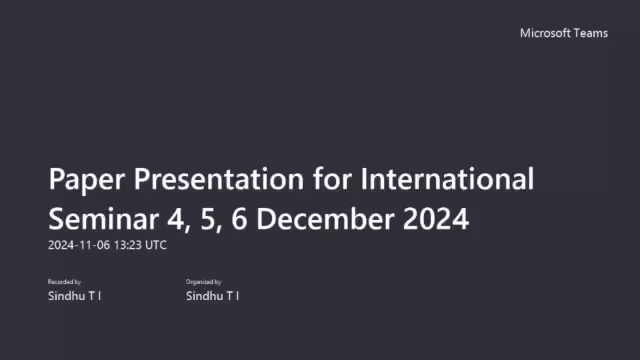 Microsoft Teams
Paper Presentation for International
Seminar 4, 5, 6 December 2024
2024-11-06 13:23 UTC
Recorded by
Organized by
Sindhu T I
Sindhu T I